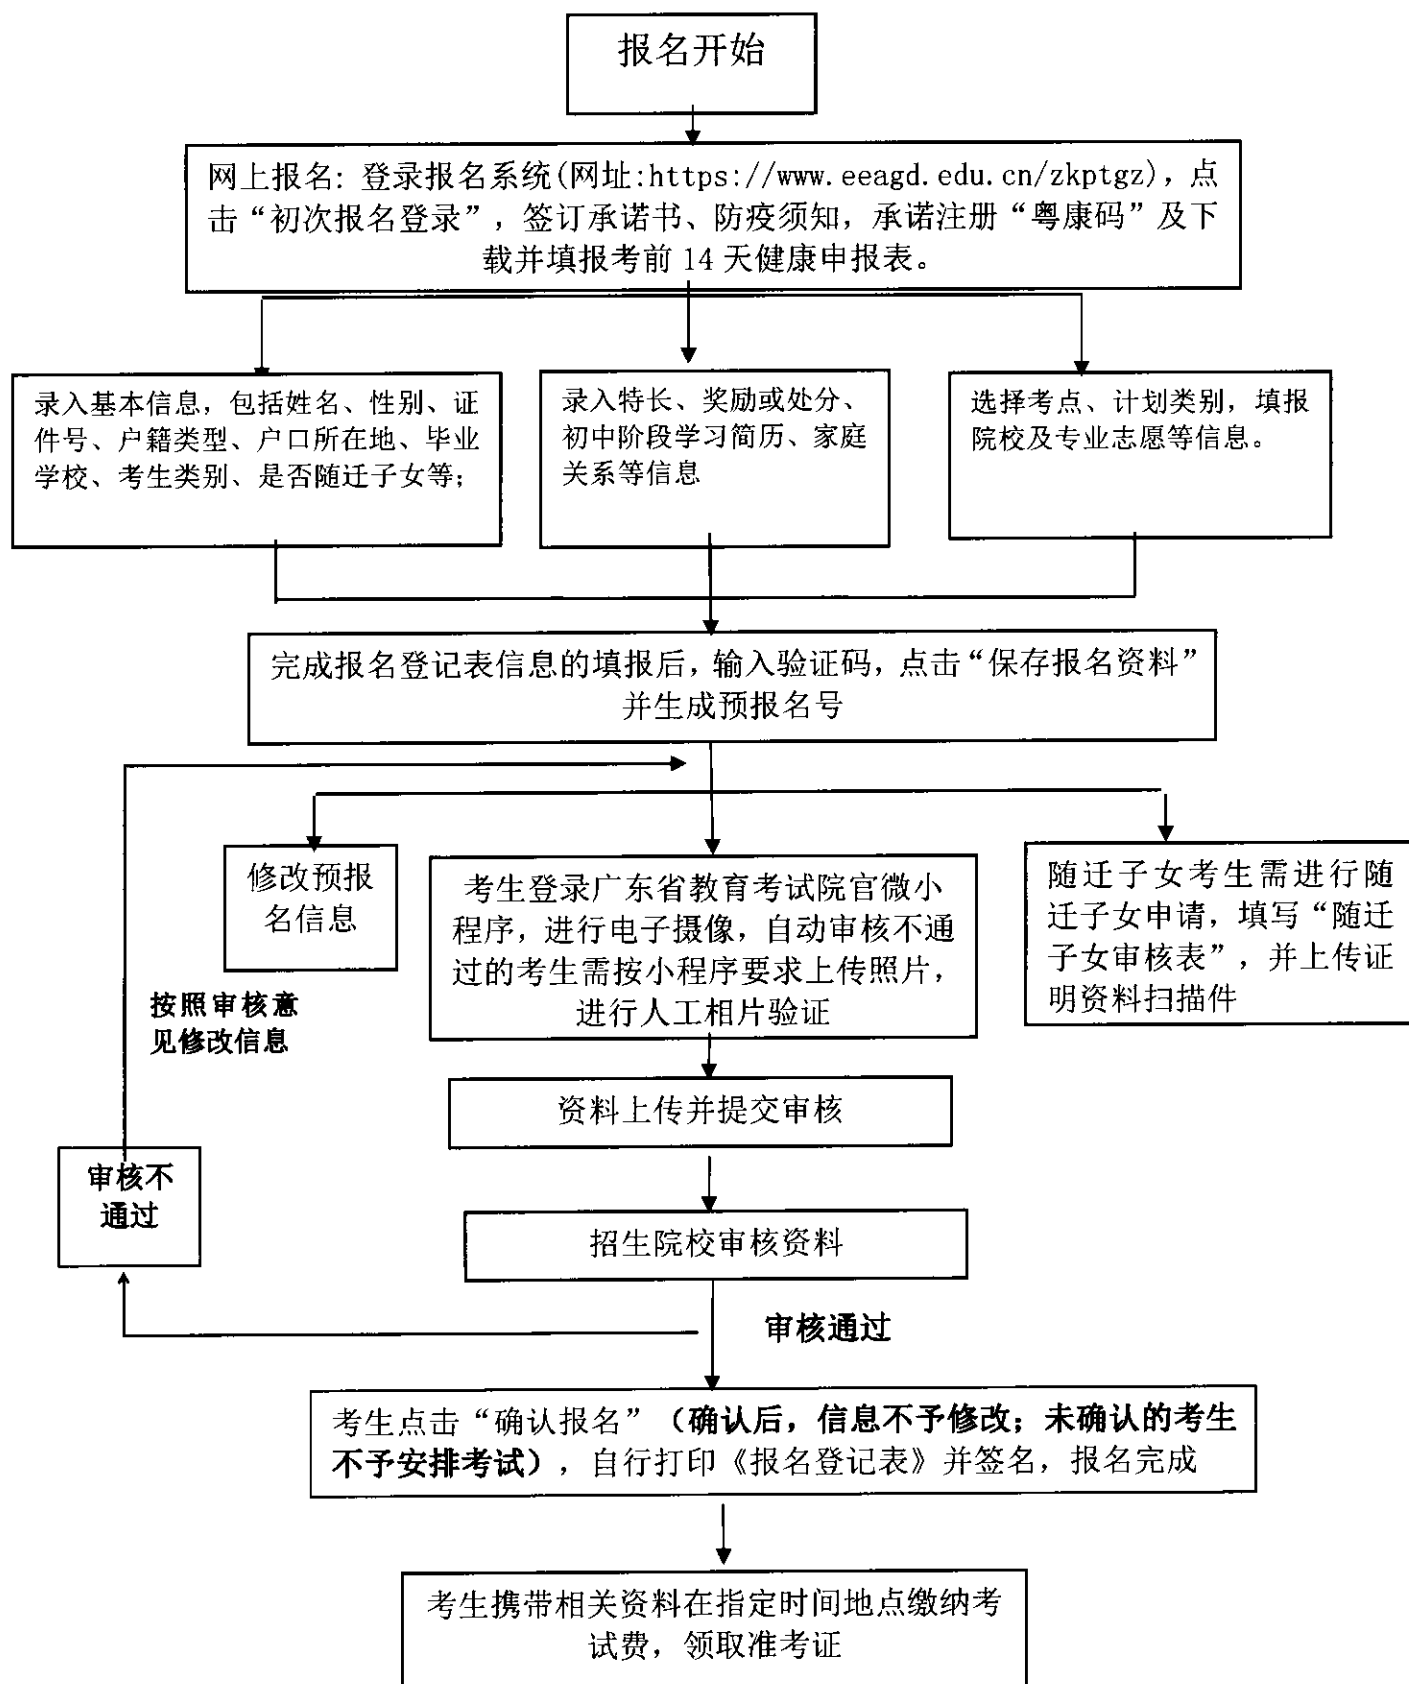 报名开始
网上报名: 登录报名系统(网址:https://www.eeagd.edu.cn/zkptgz), 点
击“初次报名登录”, 签订承诺书、防疫须知, 承诺注册“粤康码”及下
载并填报考前 14 天健康申报表。
录入基本信息, 包括姓名、性别、证
件号、户籍类型、户口所在地、毕业
学校、考生类别、是否随迁子女等;
录入特长、奖励或处分、
初中阶段学习简历、家庭
关系等信息
选择考点、计划类别, 填报
院校及专业志愿等信息。
完成报名登记表信息的填报后, 输入验证码, 点击“保存报名资料”
并生成预报名号
修改预报
名信息
考生登录广东省教育考试院官微小
程序, 进行电子摄像, 自动审核不通
过的考生需按小程序要求上传照片,
进行人工相片验证
随迁子女考生需进行随
迁子女申请, 填写“随迁
子女审核表”, 并上传证
明资料扫描件
按照审核意
见修改信息
资料上传并提交审核
审核不
通过
招生院校审核资料
审核通过
考生点击“确认报名”(确认后, 信息不予修改; 未确认的考生
不予安排考试), 自行打印《报名登记表》并签名, 报名完成
考生携带相关资料在指定时间地点缴纳考
试费, 领取准考证